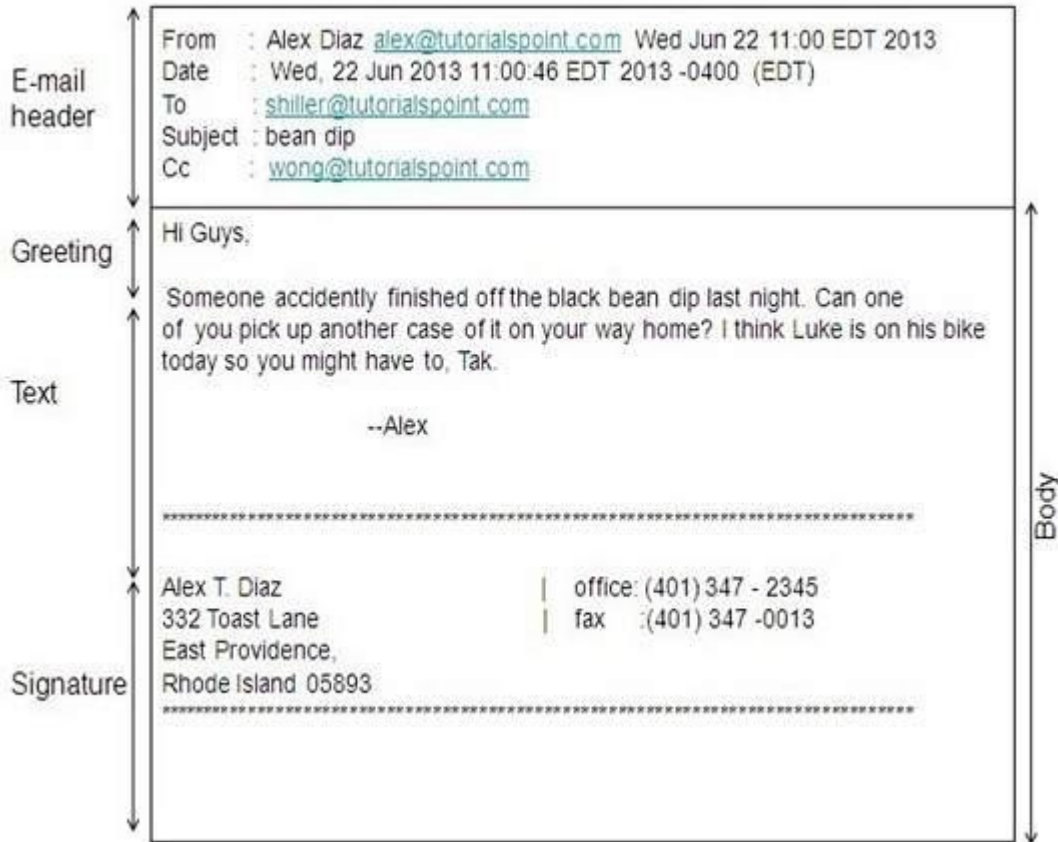 E-mail
header
From : Alex Diaz alex@tutorialspoint.com Wed Jun 22 11:00 EDT 2013
Date : Wed, 22 Jun 2013 11:00:46 EDT 2013 -0400 (EDT)
To : shiller@tutorialspoint.com
Subject : bean dip
Cc : wong@tutorialspoint.com
Greeting
Hi Guys,
Text
Someone accidently finished off the black bean dip last night. Can one
of you pick up another case of it on your way home? I think Luke is on his bike
today so you might have to, Tak.
--Alex
Body
Signature
Alex T. Diaz | office: (401) 347 - 2345
332 Toast Lane | fax :(401) 347 -0013
East Providence,
Rhode Island 05893